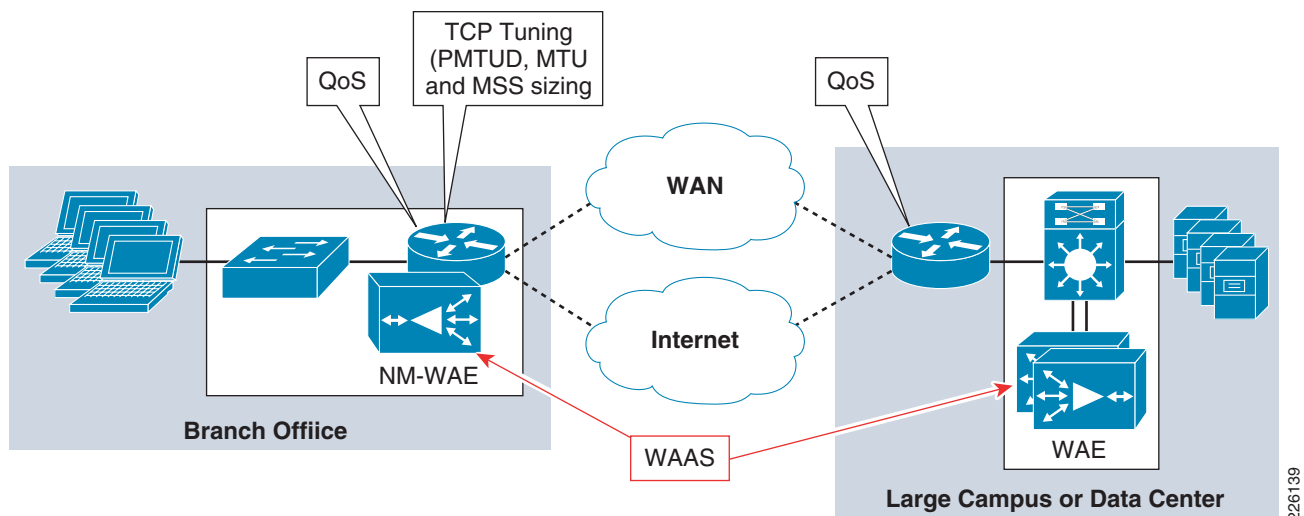 TCP Tuning
(PMTUD, MTU
and MSS sizing
QoS
QoS
WAN
Internet
NM-WAE
Branch Offiice
WAAS
WAE
Large Campus or Data Center
226139